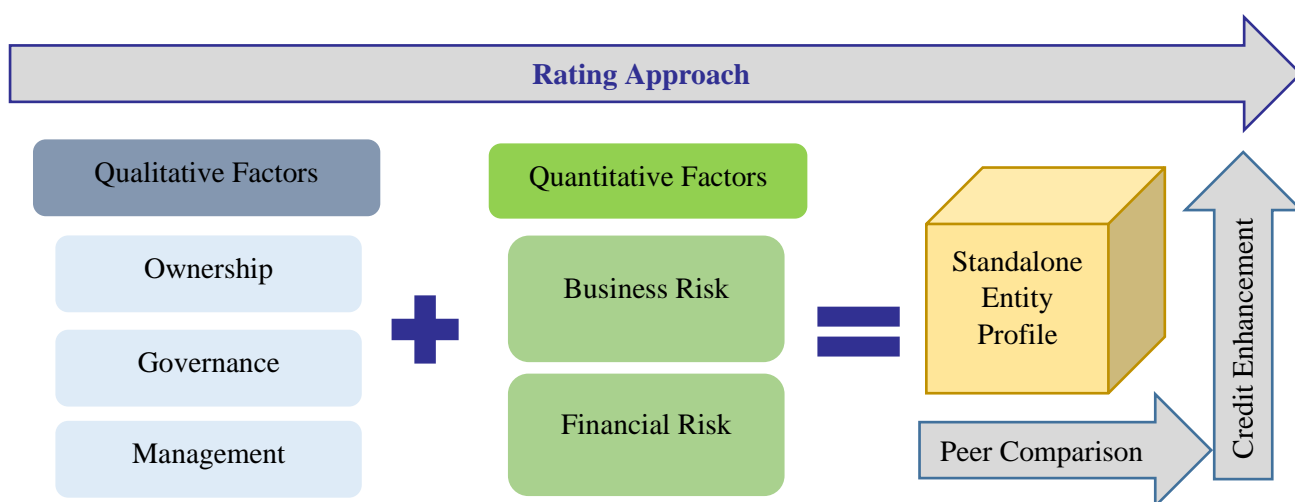 Rating Approach
Qualitative Factors
Ownership
Governance
Management
Quantitative Factors
Business Risk
Financial Risk
Standalone
Entity
Profile
Peer Comparison
Credit Enhancement